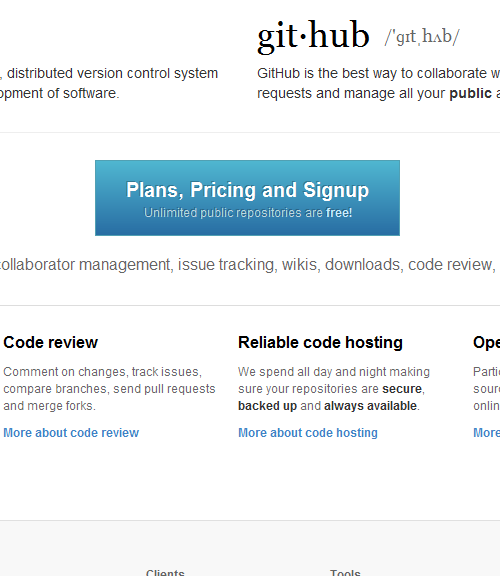 git·hub /ˈgɪtˌhʌb/
, distributed version control system
opment of software.
GitHub is the best way to collaborate w
requests and manage all your public a
Plans, Pricing and Signup
Unlimited public repositories are free!
collaborator management, issue tracking, wikis, downloads, code review,
Code review
Comment on changes, track issues,
compare branches, send pull requests
and merge forks.
More about code review
Reliable code hosting
We spend all day and night making
sure your repositories are secure,
backed up and always available.
More about code hosting
Ope
Parti
sour
onlin
More
Clients
Tools